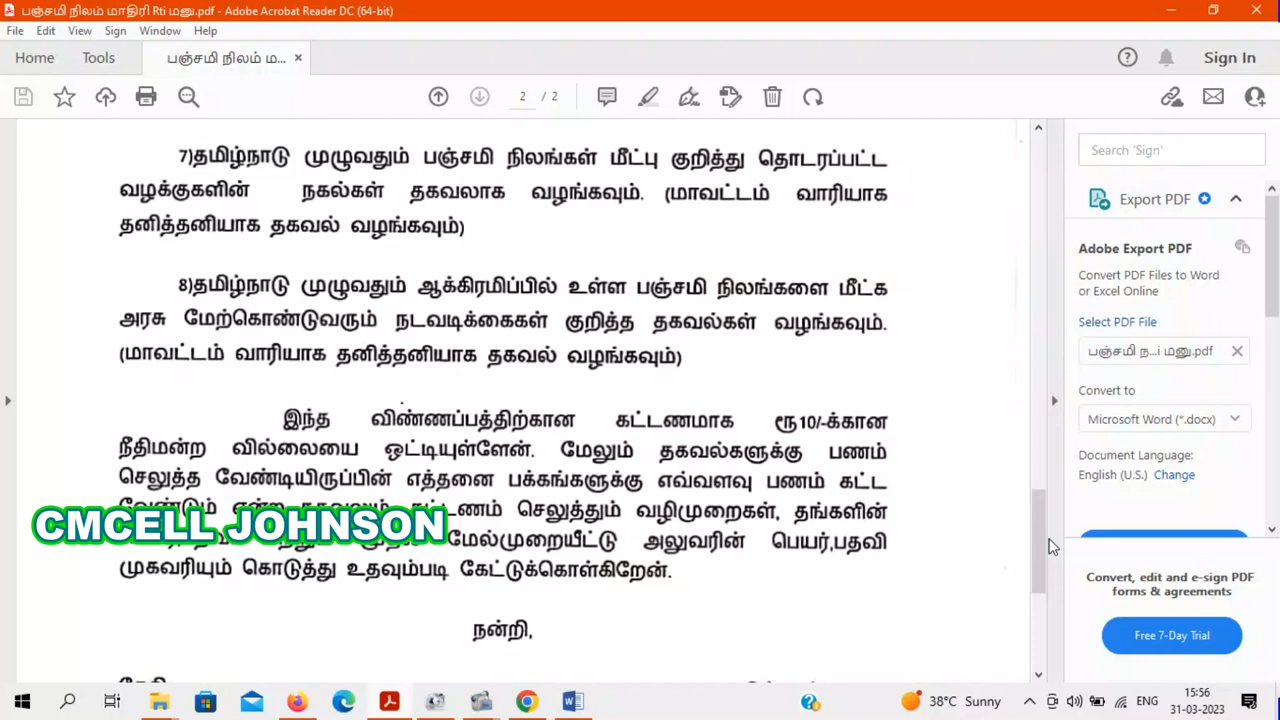 பஞ்சமி நிலம் மாதிரி Rti மனு.pdf - Adobe Acrobat Reader DC (64-bit)
File Edit View Sign Window Help
Home Tools பஞ்சமி நிலம் ம... × Sign In
2 / 2
7)தமிழ்நாடு முழுவதும் பஞ்சமி நிலங்கள் மீட்பு குறித்து தொடரப்பட்ட
வழக்குகளின் நகல்கள் தகவலாக வழங்கவும். (மாவட்டம் வாரியாக
தனித்தனியாக தகவல் வழங்கவும்)
8)தமிழ்நாடு முழுவதும் ஆக்கிரமிப்பில் உள்ள பஞ்சமி நிலங்களை மீட்க
அரசு மேற்கொண்டுவரும் நடவடிக்கைகள் குறித்த தகவல்கள் வழங்கவும்.
(மாவட்டம் வாரியாக தனித்தனியாக தகவல் வழங்கவும்)
இந்த விண்ணப்பத்திற்கான கட்டணமாக ரூ10/-க்கான
நீதிமன்ற வில்லையை ஒட்டியுள்ளேன். மேலும் தகவல்களுக்கு பணம்
செலுத்த வேண்டியிருப்பின் எத்தனை பக்கங்களுக்கு எவ்வளவு பணம் கட்ட
செலுத்தும் வழிமுறைகள், தங்களின்
மேல்முறையீட்டு அலுவரின் பெயர்,பதவி
முகவரியும் கொடுத்து உதவும்படி கேட்டுக்கொள்கிறேன்.
நன்றி,
CMCELL JOHNSON
Search 'Sign'
Export PDF
Adobe Export PDF
Convert PDF Files to Word
or Excel Online
Select PDF File
பஞ்சமி ந...i மனு.pdf
Convert to
Microsoft Word (*.docx)
Document Language:
English (U.S.) Change
Convert, edit and e-sign PDF
forms & agreements
Free 7-Day Trial
38°C Sunny ENG 15:56
31-03-2023